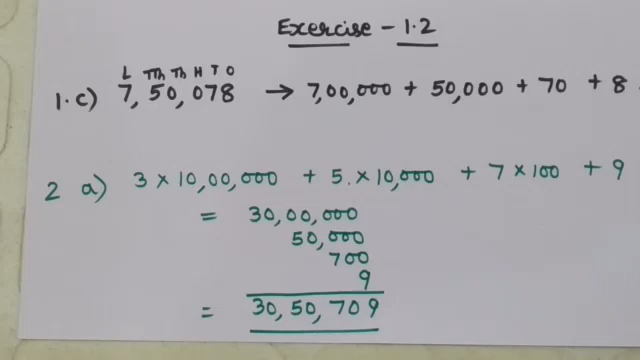 Exercise - 1.2
L TTh Th H T O
1. c) 7,50,078 → 7,00,000 + 50,000 + 70 + 8
2 a) 3 × 10,00,000 + 5. × 10,000 + 7 × 100 + 9
= 30,00,000
50,000
700
9
= 30,50,709